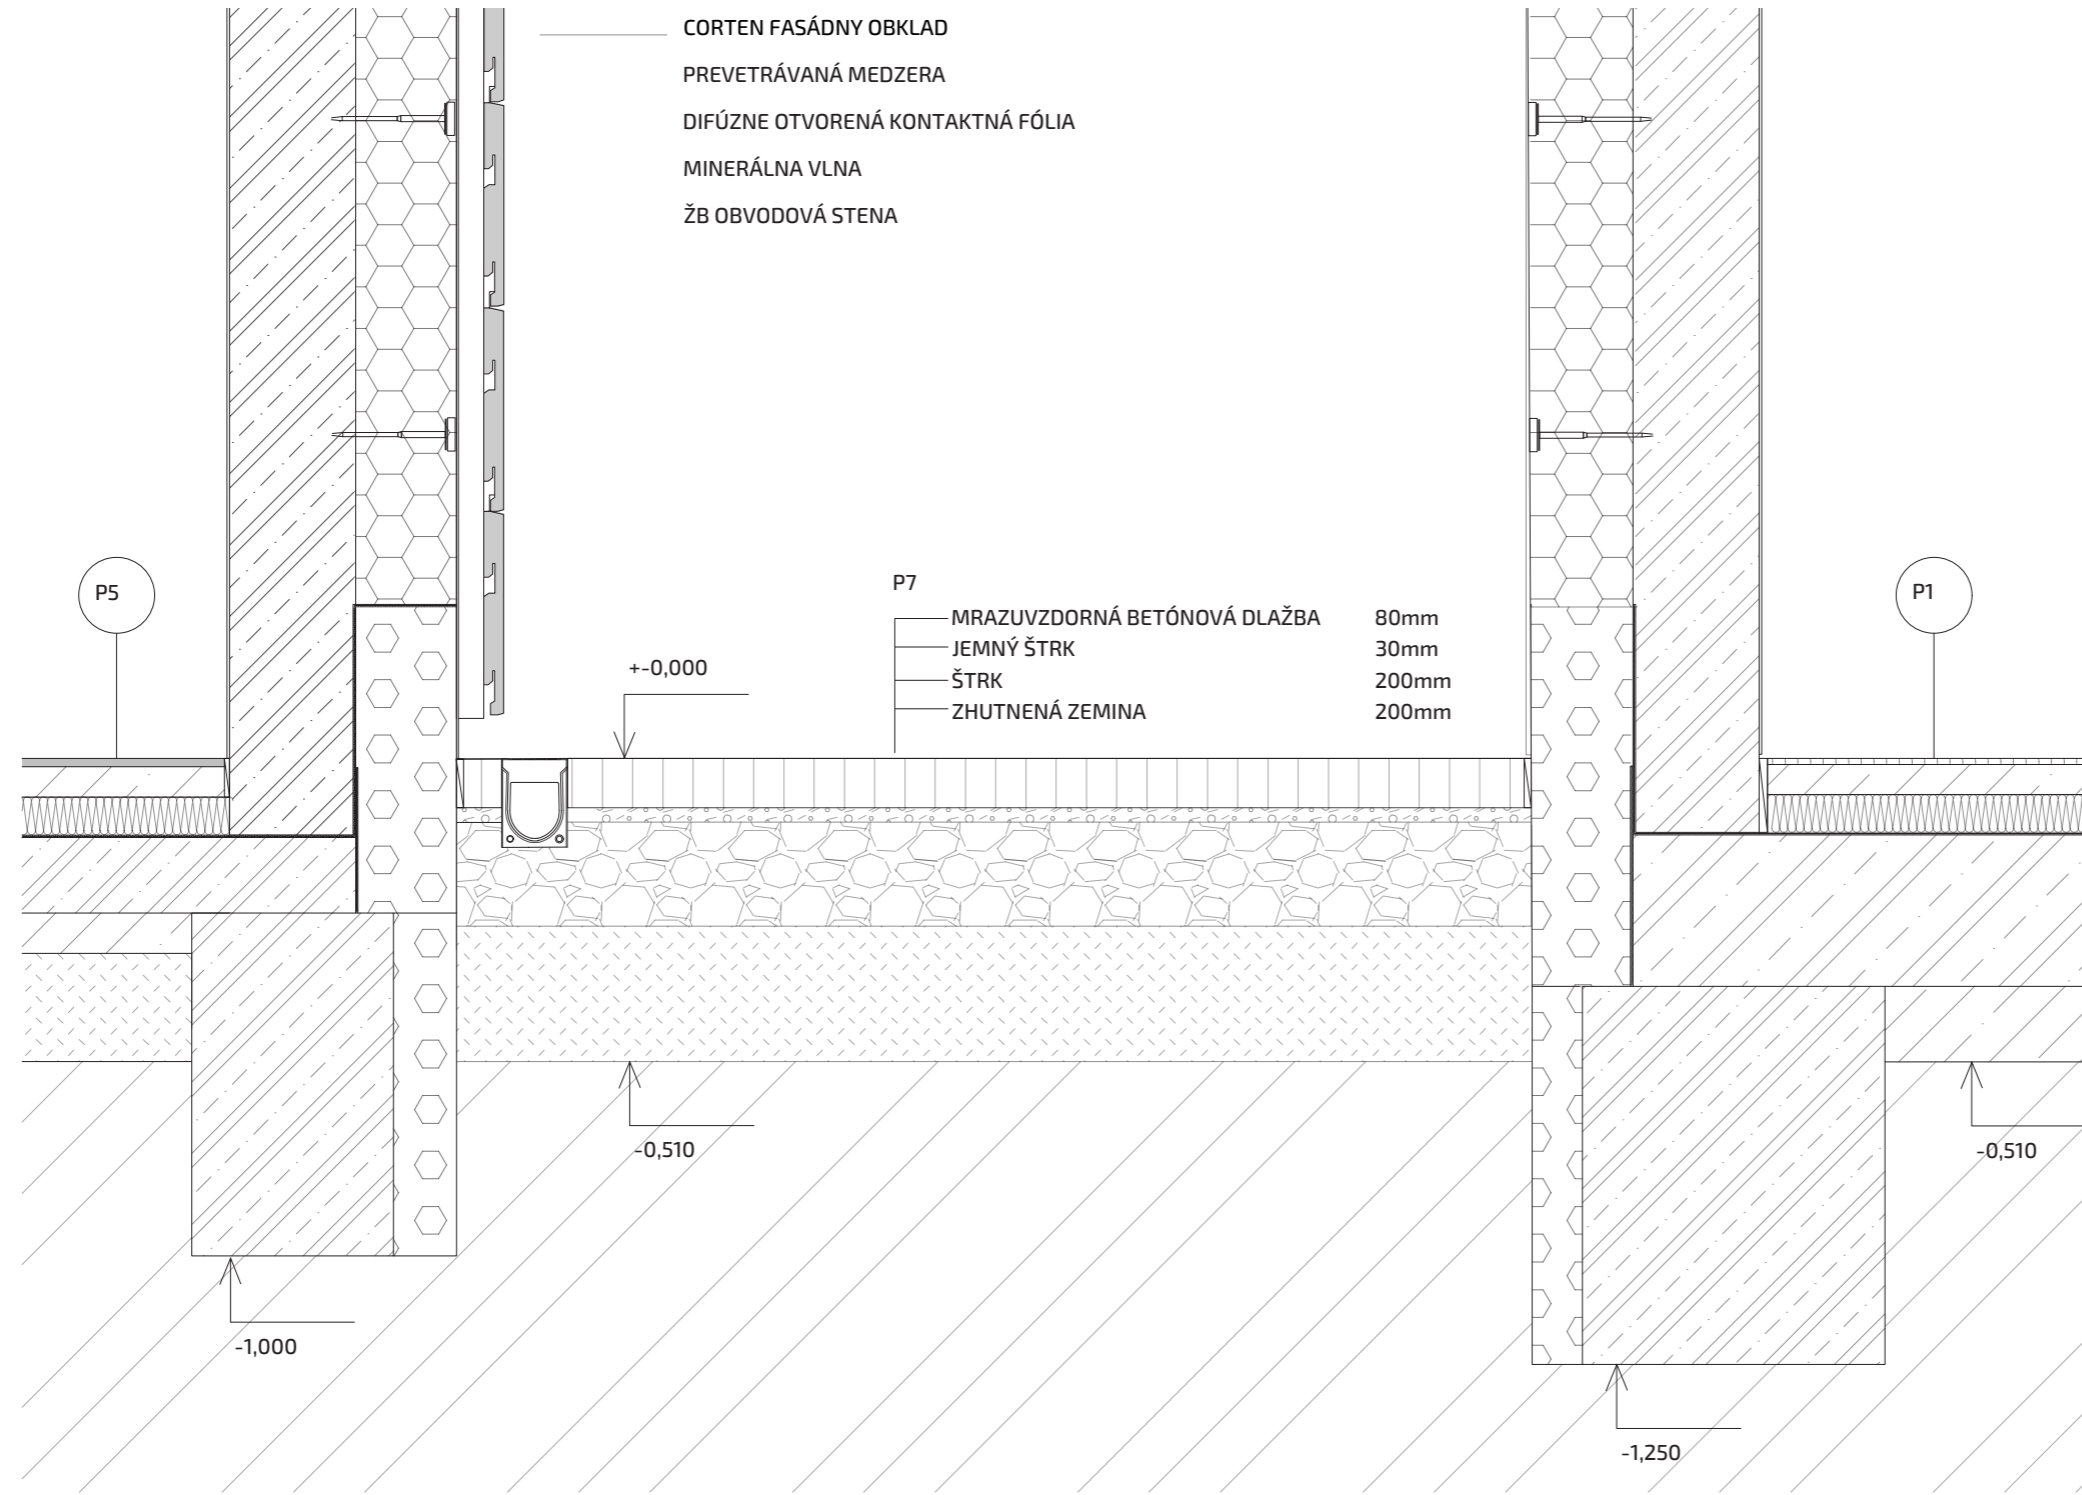 CORTEN FASÁDNY OBKLAD
PREVETRÁVANÁ MEDZERA
DIFÚZNE OTVORENÁ KONTAKTNÁ FÓLIA
MINERÁLNA VLNA
ŽB OBVODOVÁ STENA
P5
P7
P1
MRAZUVZDORNÁ BETÓNOVÁ DLAŽBA 80mm
JEMNÝ ŠTRK 30mm
ŠTRK 200mm
ZHUTNENÁ ZEMINA 200mm
+-0,000
-0,510
-0,510
-1,000
-1,250